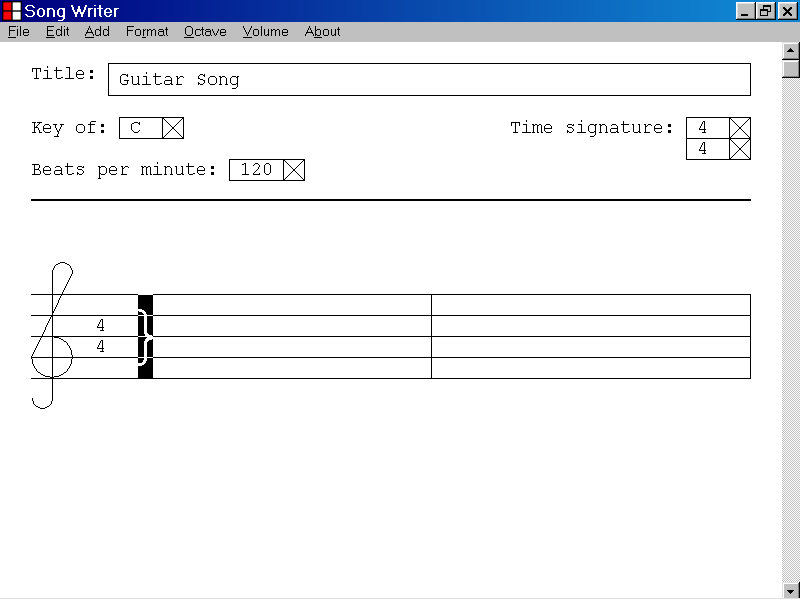 Song Writer
File Edit Add Format Octave Volume About
Title: Guitar Song
Key of: C Time signature: 4
4
Beats per minute: 120
4
4